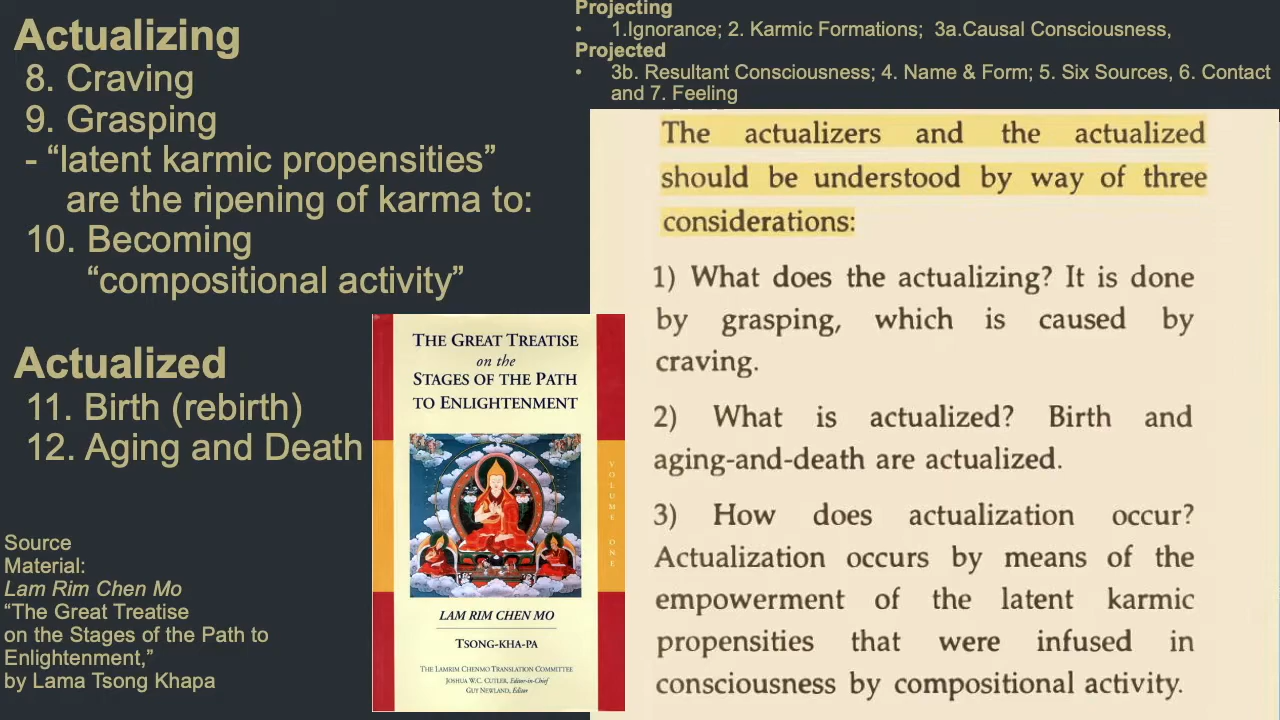 Actualizing
8. Craving
9. Grasping
- “latent karmic propensities”
are the ripening of karma to:
10. Becoming
“compositional activity”
Actualized
11. Birth (rebirth)
12. Aging and Death
Source
Material:
Lam Rim Chen Mo
“The Great Treatise
on the Stages of the Path to
Enlightenment,”
by Lama Tsong Khapa
THE GREAT TREATISE
on the
STAGES OF THE PATH
TO ENLIGHTENMENT
LAM RIM CHEN MO
TSONG-KHA-PA
THE LAMRIM CHENMO TRANSLATION COMMITTEE
JOSHUA W.C. CUTLER, Editor-in-Chief
GUY NEWLAND, Editor
VOLUME ONE
Projecting
• 1.Ignorance; 2. Karmic Formations; 3a.Causal Consciousness,
Projected
• 3b. Resultant Consciousness; 4. Name & Form; 5. Six Sources, 6. Contact
and 7. Feeling
The actualizers and the actualized
should be understood by way of three
considerations:
1) What does the actualizing? It is done
by grasping, which is caused by
craving.
2) What is actualized? Birth and
aging-and-death are actualized.
3) How does actualization occur?
Actualization occurs by means of the
empowerment of the latent karmic
propensities that were infused in
consciousness by compositional activity.